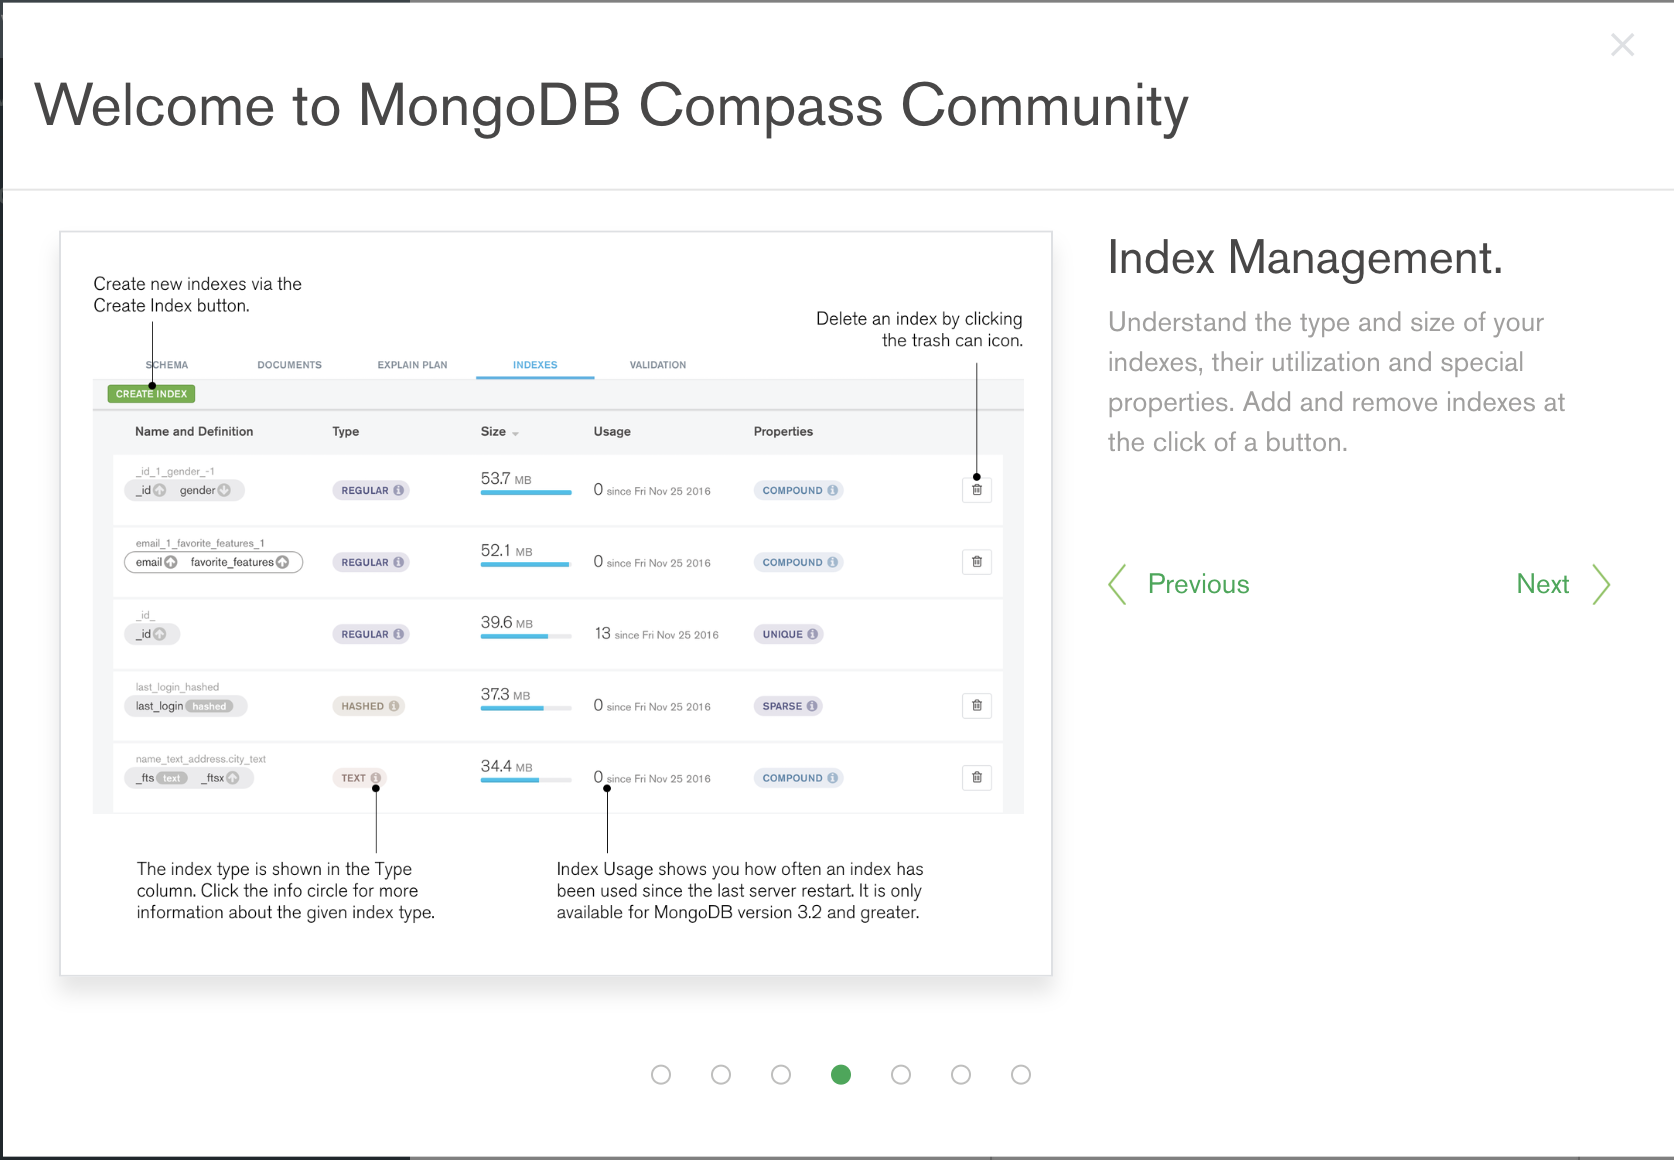 Welcome to MongoDB Compass Community
Create new indexes via the
Create Index button.
Delete an index by clicking
the trash can icon.
SCHEMA DOCUMENTS EXPLAIN PLAN INDEXES VALIDATION
CREATE INDEX
Name and Definition Type Size Usage Properties
_id_1_gender_-1
_id gender REGULAR 53.7 MB 0 since Fri Nov 25 2016 COMPOUND
email_1_favorite_features_1
email favorite_features REGULAR 52.1 MB 0 since Fri Nov 25 2016 COMPOUND
_id_
_id REGULAR 39.6 MB 13 since Fri Nov 25 2016 UNIQUE
last_login_hashed
last_login hashed HASHED 37.3 MB 0 since Fri Nov 25 2016 SPARSE
name_text_address.city_text
_fts text _ftsx TEXT 34.4 MB 0 since Fri Nov 25 2016 COMPOUND
The index type is shown in the Type
column. Click the info circle for more
information about the given index type.
Index Usage shows you how often an index has
been used since the last server restart. It is only
available for MongoDB version 3.2 and greater.
Index Management.
Understand the type and size of your
indexes, their utilization and special
properties. Add and remove indexes at
the click of a button.
Previous Next